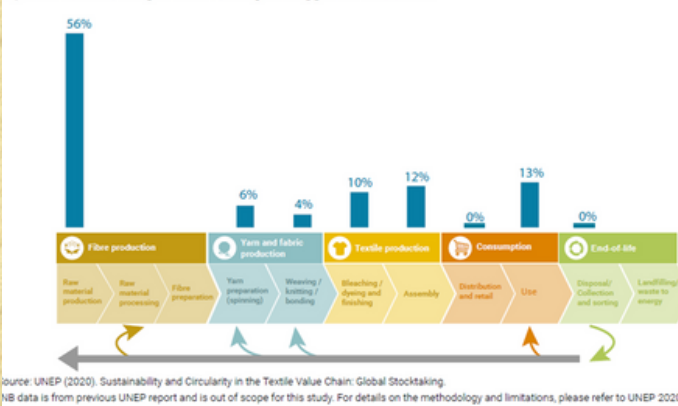 56%
6%
4%
10%
12%
0%
13%
0%
Fibre production
Yarn and fabric
production
Textile production
Consumption
End-of-life
Raw
material
production
Raw
material
processing
Fibre
preparation
Yarn
preparation
(spinning)
Weaving /
knitting /
bonding
Bleaching /
dyeing and
finishing
Assembly
Distribution
and retail
Use
Disposal/
Collection
and sorting
Landfilling/
waste to
energy
Source: UNEP (2020). Sustainability and Circularity in the Textile Value Chain: Global Stocktaking.
NB data is from previous UNEP report and is out of scope for this study. For details on the methodology and limitations, please refer to UNEP 2020